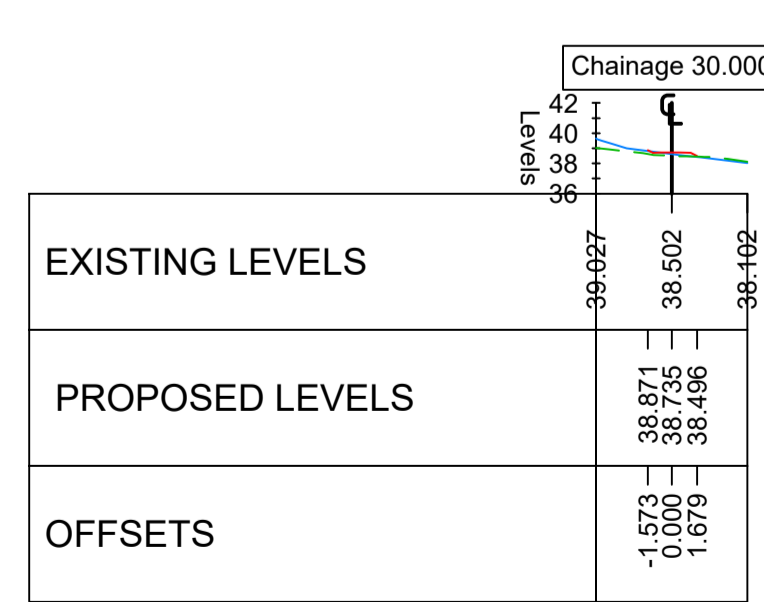 Chainage 30.000
CL
42
40
38
36
Levels
EXISTING LEVELS
39.027
38.502
38.102
PROPOSED LEVELS
38.871
38.735
38.496
OFFSETS
-1.573
0.000
1.679